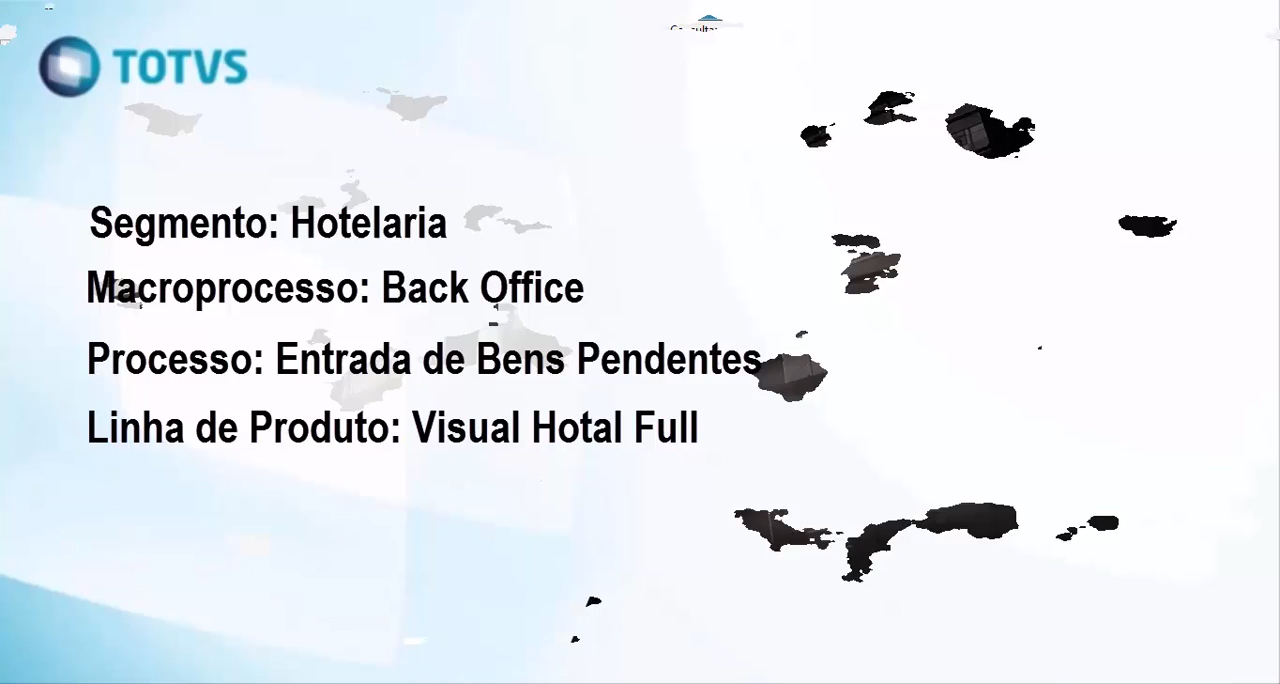 TOTVS
Segmento: Hotelaria
Macroprocesso: Back Office
Processo: Entrada de Bens Pendentes
Linha de Produto: Visual Hotal Full